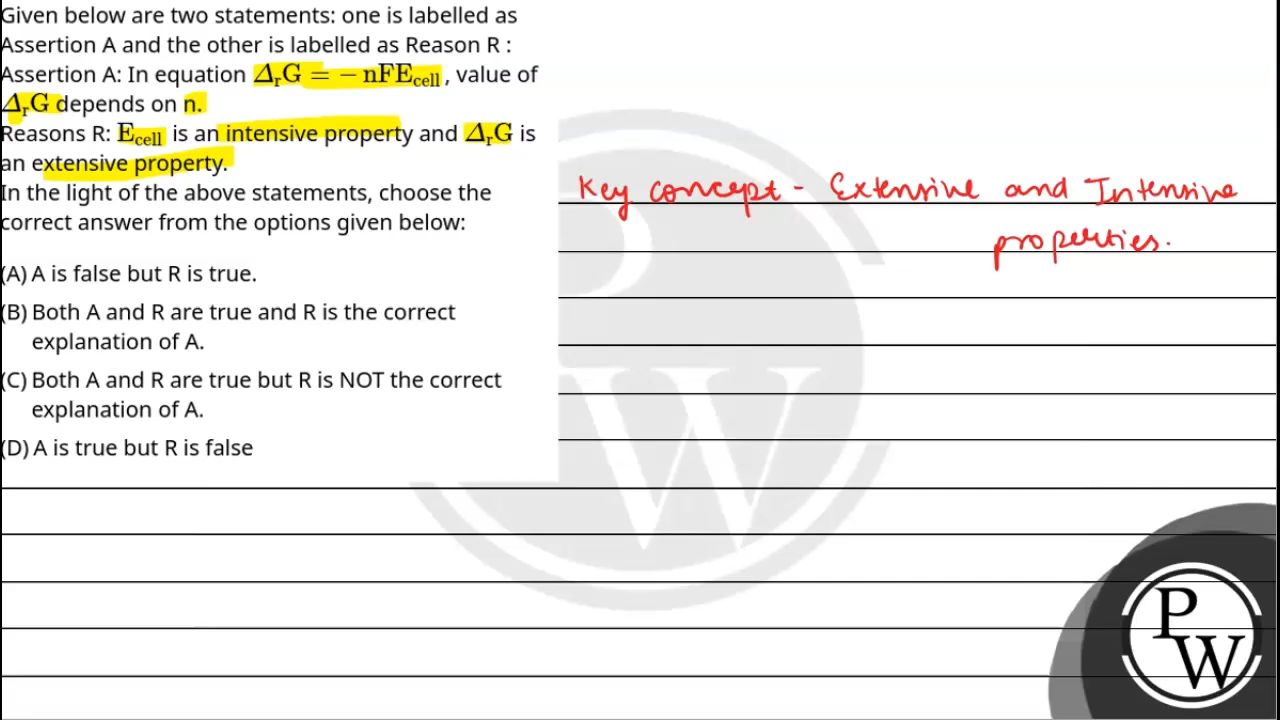 Given below are two statements: one is labelled as
Assertion A and the other is labelled as Reason R :
Assertion A: In equation ΔᵣG = − nFE_cell, value of
ΔᵣG depends on n.
Reasons R: E_cell is an intensive property and ΔᵣG is
an extensive property.
In the light of the above statements, choose the
correct answer from the options given below:
(A) A is false but R is true.
(B) Both A and R are true and R is the correct
explanation of A.
(C) Both A and R are true but R is NOT the correct
explanation of A.
(D) A is true but R is false
Key concept - Extensive and Intensive
properties.
P
W